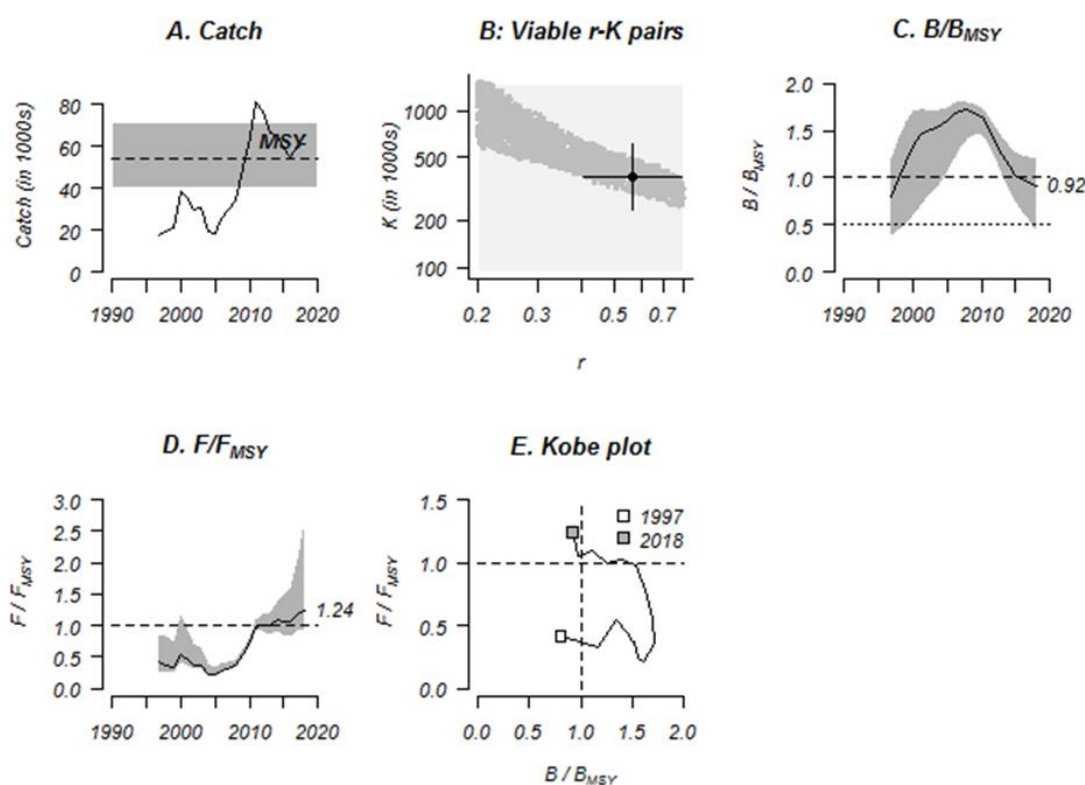 A. Catch
Catch (in 1000s)
80
60
40
20
0
MSY
1990 2000 2010 2020
B: Viable r-K pairs
K (in 1000s)
1000
500
200
100
0.2 0.3 0.5 0.7
r
C. B/BMSY
B / BMSY
2.0
1.5
1.0
0.5
0.0
0.92
1990 2000 2010 2020
D. F/FMSY
F / FMSY
3.0
2.5
2.0
1.5
1.0
0.5
0.0
1.24
1990 2000 2010 2020
E. Kobe plot
F / FMSY
1.5
1.0
0.5
0.0
1997
2018
0.0 0.5 1.0 1.5 2.0
B / BMSY